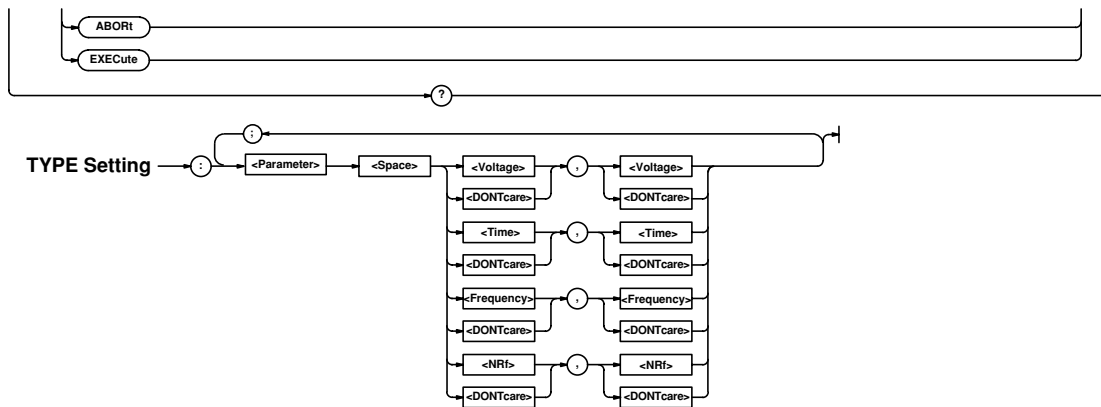 ABORt
EXECute
?
;
TYPE Setting : <Parameter> <Space> <Voltage> , <Voltage>
<DONTcare> <DONTcare>
<Time> , <Time>
<DONTcare> <DONTcare>
<Frequency> , <Frequency>
<DONTcare> <DONTcare>
<NRf> , <NRf>
<DONTcare> <DONTcare>